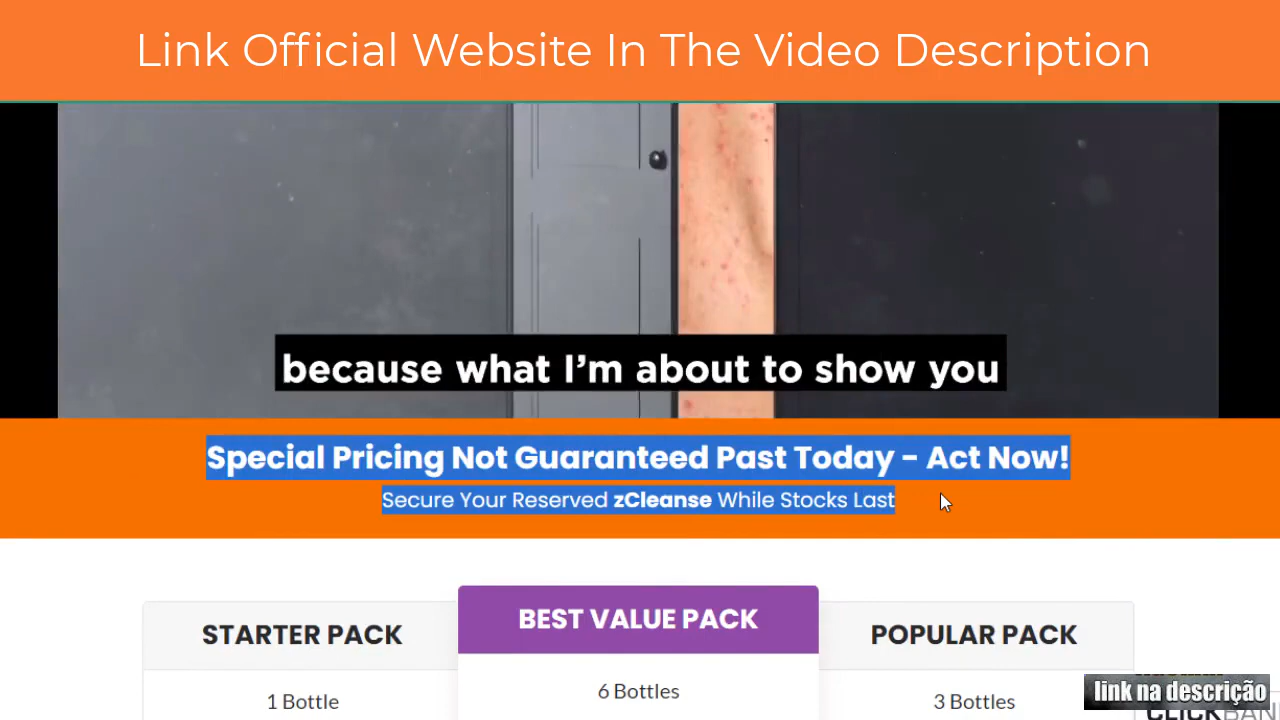 Link Official Website In The Video Description
because what I'm about to show you
Special Pricing Not Guaranteed Past Today - Act Now!
Secure Your Reserved zCleanse While Stocks Last
STARTER PACK
BEST VALUE PACK
POPULAR PACK
1 Bottle
6 Bottles
3 Bottles
link na descrição